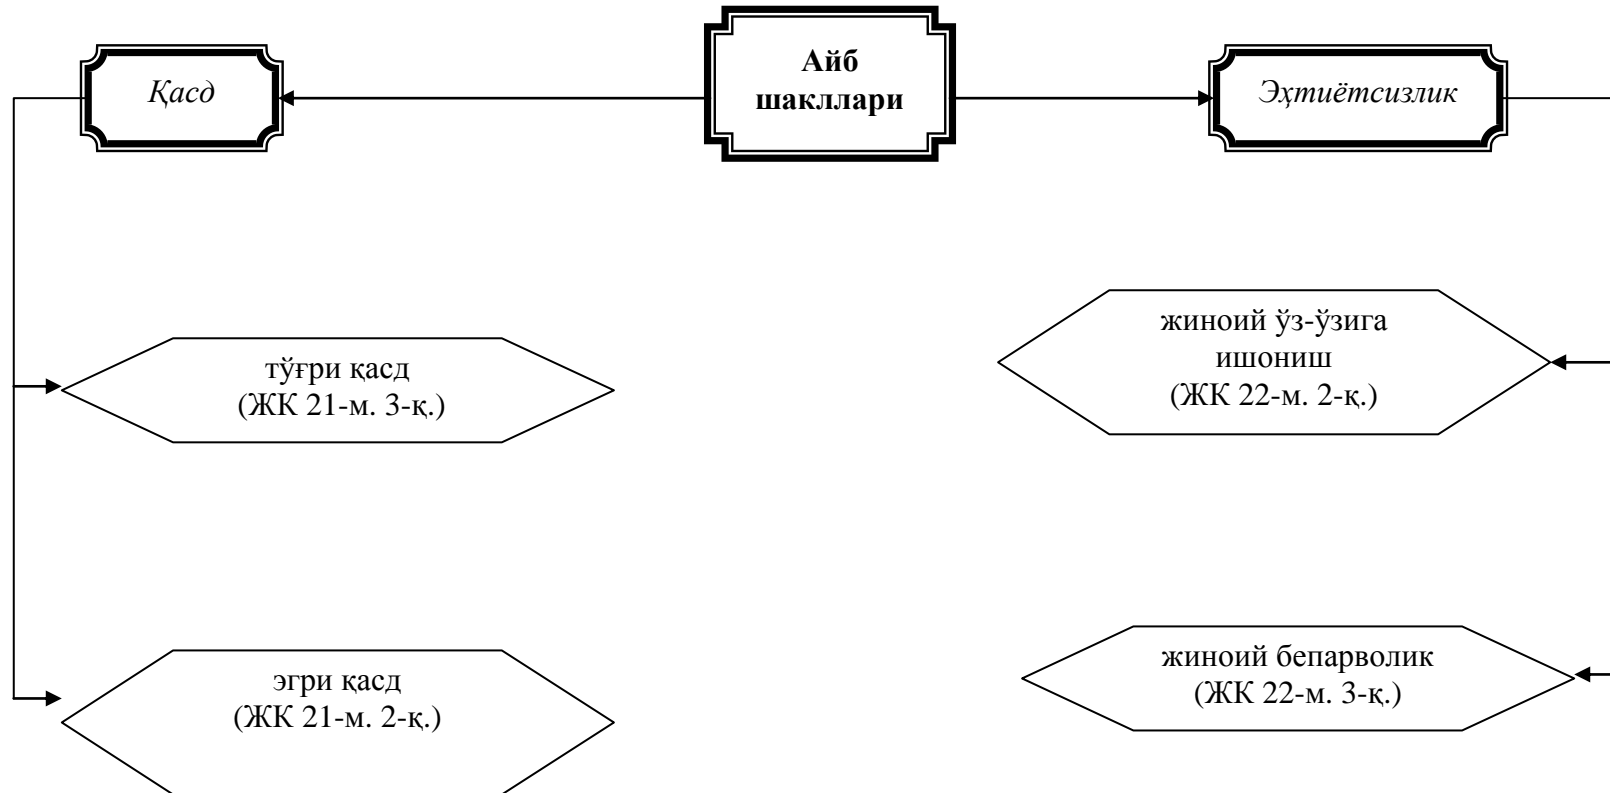 Айб
шакллари
Қасд
Эҳтиётсизлик
тўғри қасд
(ЖК 21-м. 3-қ.)
эгри қасд
(ЖК 21-м. 2-қ.)
жиноий ўз-ўзига
ишониш
(ЖК 22-м. 2-қ.)
жиноий бепарволик
(ЖК 22-м. 3-қ.)